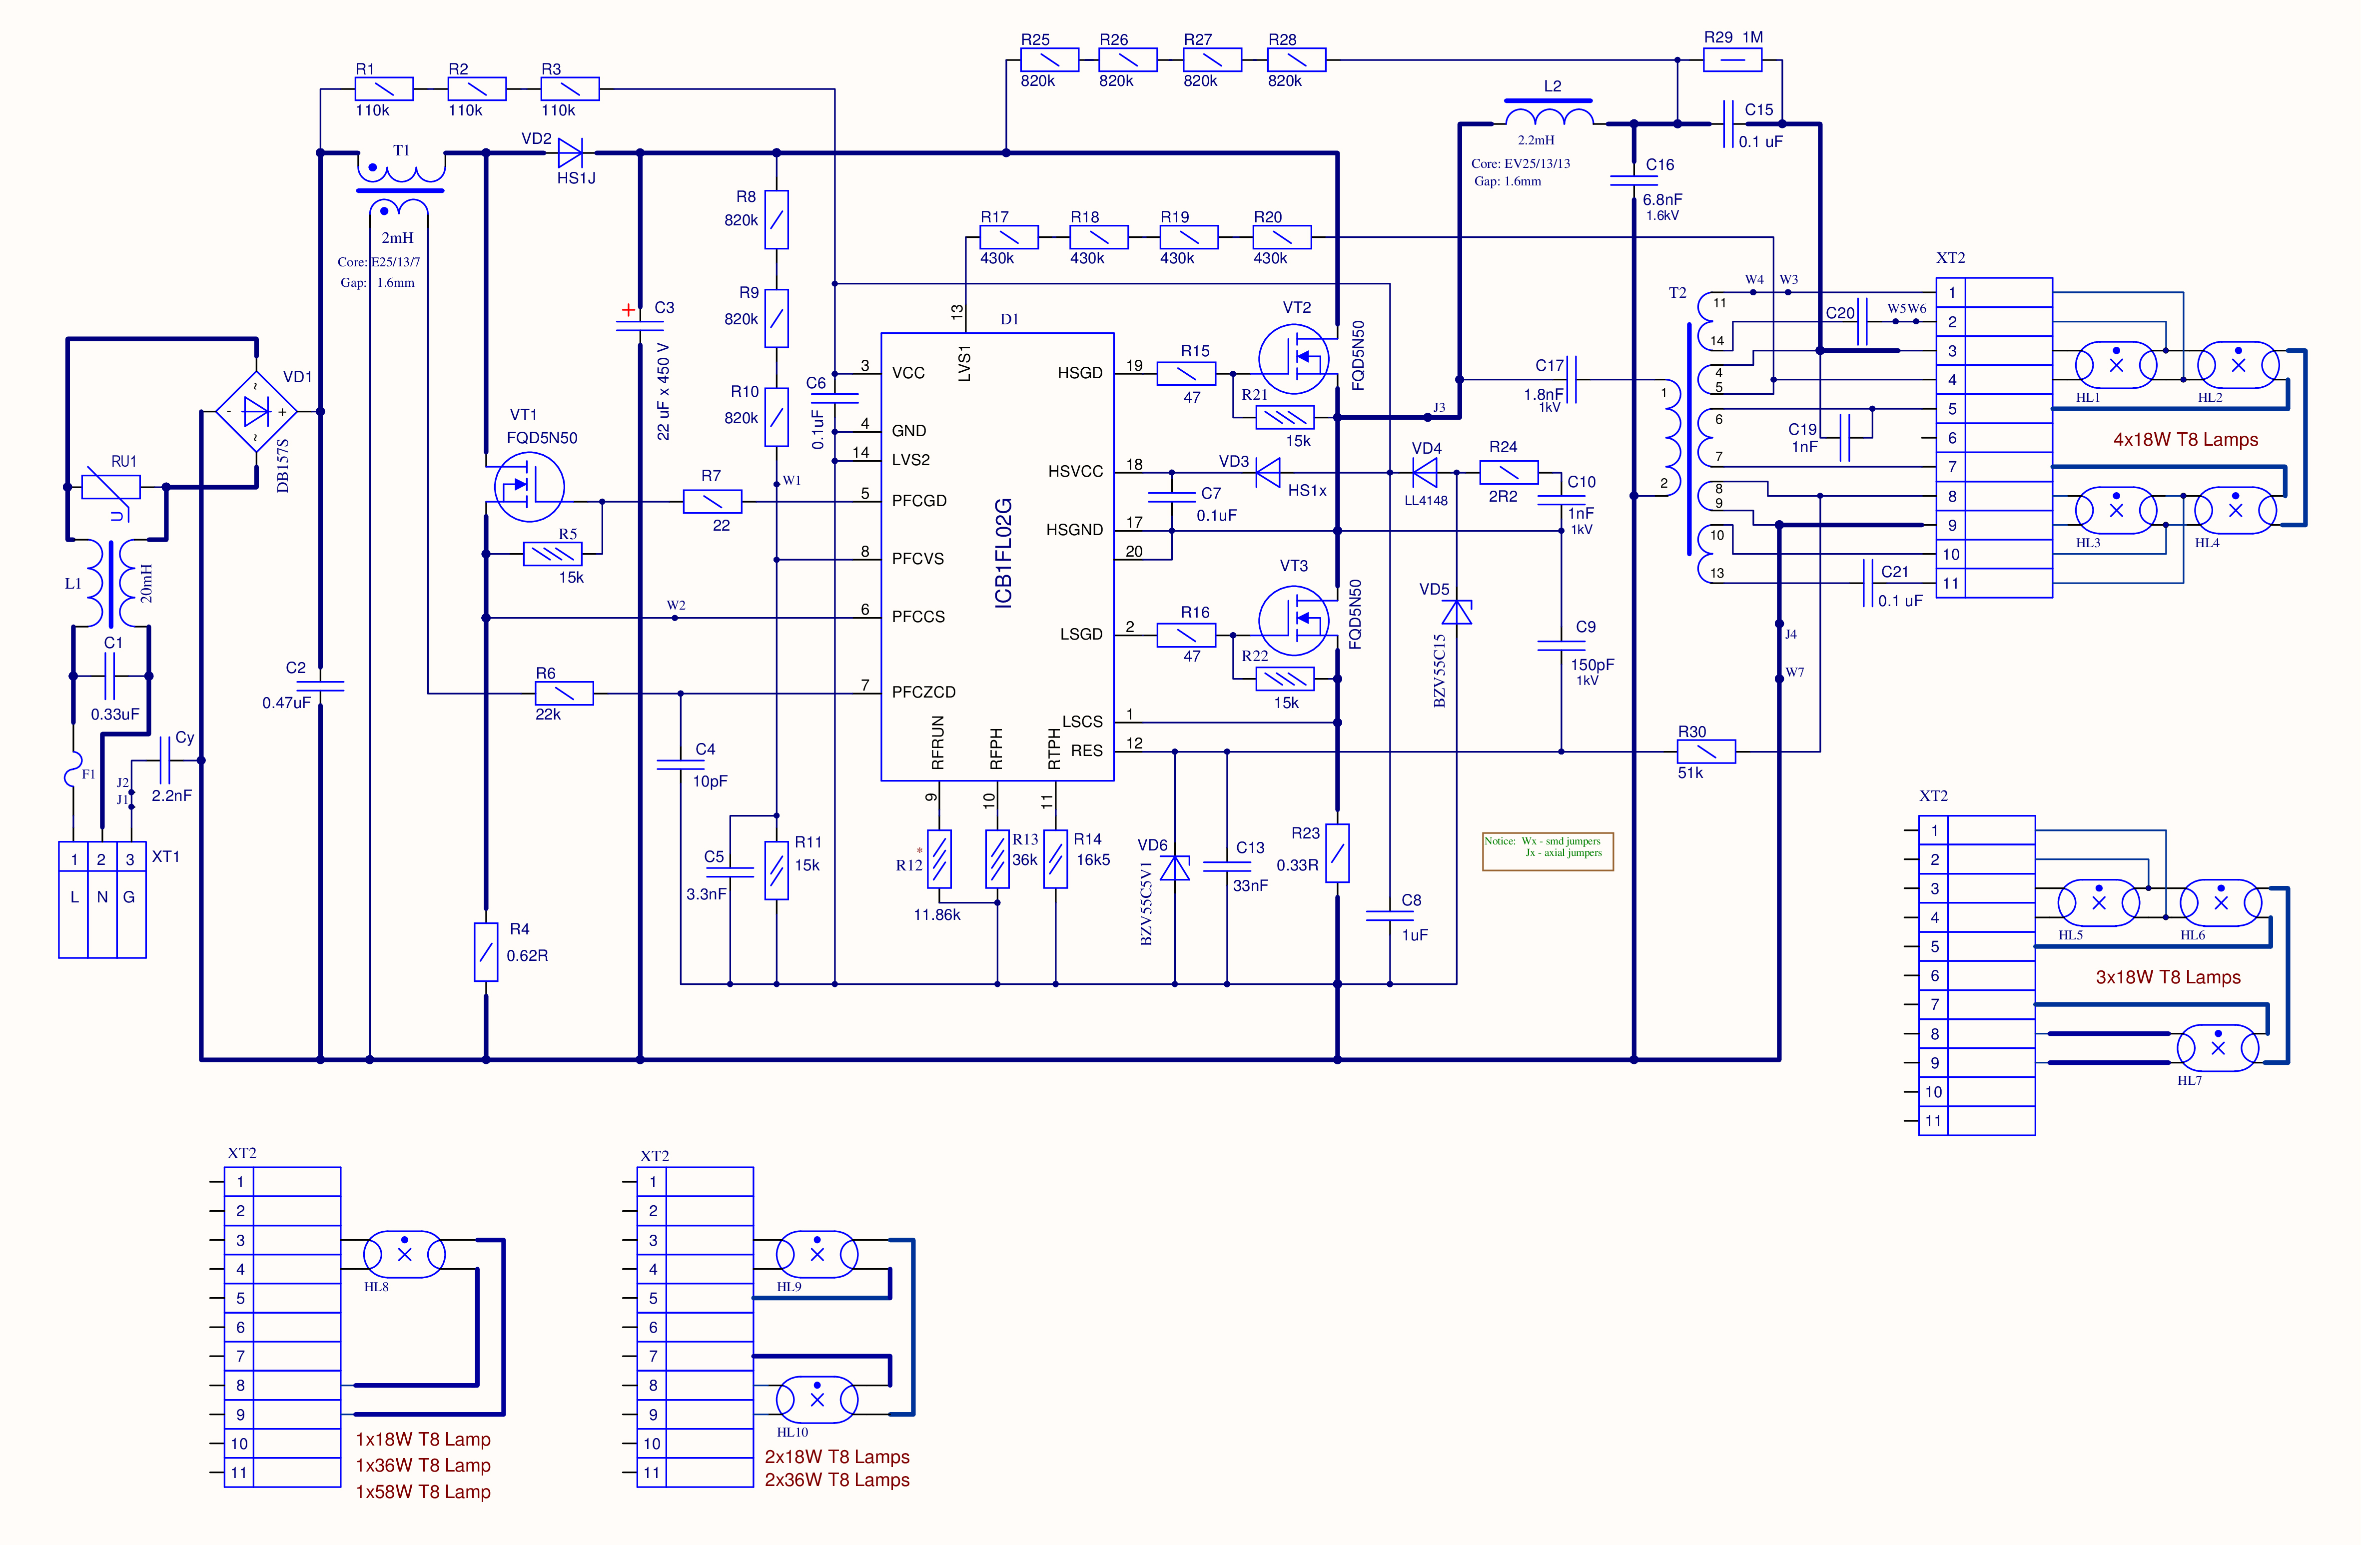 R1
110k
R2
110k
R3
110k
R25
820k
R26
820k
R27
820k
R28
820k
R29 1M
L2
2.2mH
Core: EV25/13/13
Gap: 1.6mm
C15
0.1 uF
C16
6.8nF
1.6kV
T1
2mH
Core: E25/13/7
Gap: 1.6mm
VD2
HS1J
R8
820k
R9
820k
R10
820k
R17
430k
R18
430k
R19
430k
R20
430k
C3
+
22 uF x 450 V
C6
0.1uF
D1
ICB1FL02G
13
LVS1
3
VCC
4
GND
14
LVS2
5
PFCGD
8
PFCVS
6
PFCCS
7
PFCZCD
9
RFRUN
10
RFPH
11
RTPH
19
HSGD
18
HSVCC
17
HSGND
20
2
LSGD
1
LSCS
12
RES
VT2
FQD5N50
R15
47
R21
15k
VD3
HS1x
C7
0.1uF
VT3
FQD5N50
R16
47
R22
15k
J3
C17
1.8nF
1kV
VD4
LL4148
R24
2R2
C10
1nF
1kV
VD5
BZV55C15
C9
150pF
1kV
T2
1
2
11
14
4
5
6
7
8
9
10
13
W4
W3
C20
W5W6
C19
1nF
C21
0.1 uF
J4
W7
R30
51k
XT2
1
2
3
4
5
6
7
8
9
10
11
HL1
HL2
4x18W T8 Lamps
HL3
HL4
VD1
DB157S
- +
~
~
RU1
U
L1
20mH
C1
0.33uF
F1
Cy
2.2nF
J2
J1
XT1
1 2 3
L N G
C2
0.47uF
VT1
FQD5N50
R5
15k
R7
22
W1
W2
R6
22k
C4
10pF
C5
3.3nF
R11
15k
R4
0.62R
*
R12
11.86k
R13
36k
R14
16k5
VD6
BZV55C5V1
C13
33nF
R23
0.33R
C8
1uF
Notice: Wx - smd jumpers
Jx - axial jumpers
XT2
1
2
3
4
5
6
7
8
9
10
11
HL5
HL6
3x18W T8 Lamps
HL7
XT2
1
2
3
4
5
6
7
8
9
10
11
HL8
1x18W T8 Lamp
1x36W T8 Lamp
1x58W T8 Lamp
XT2
1
2
3
4
5
6
7
8
9
10
11
HL9
HL10
2x18W T8 Lamps
2x36W T8 Lamps